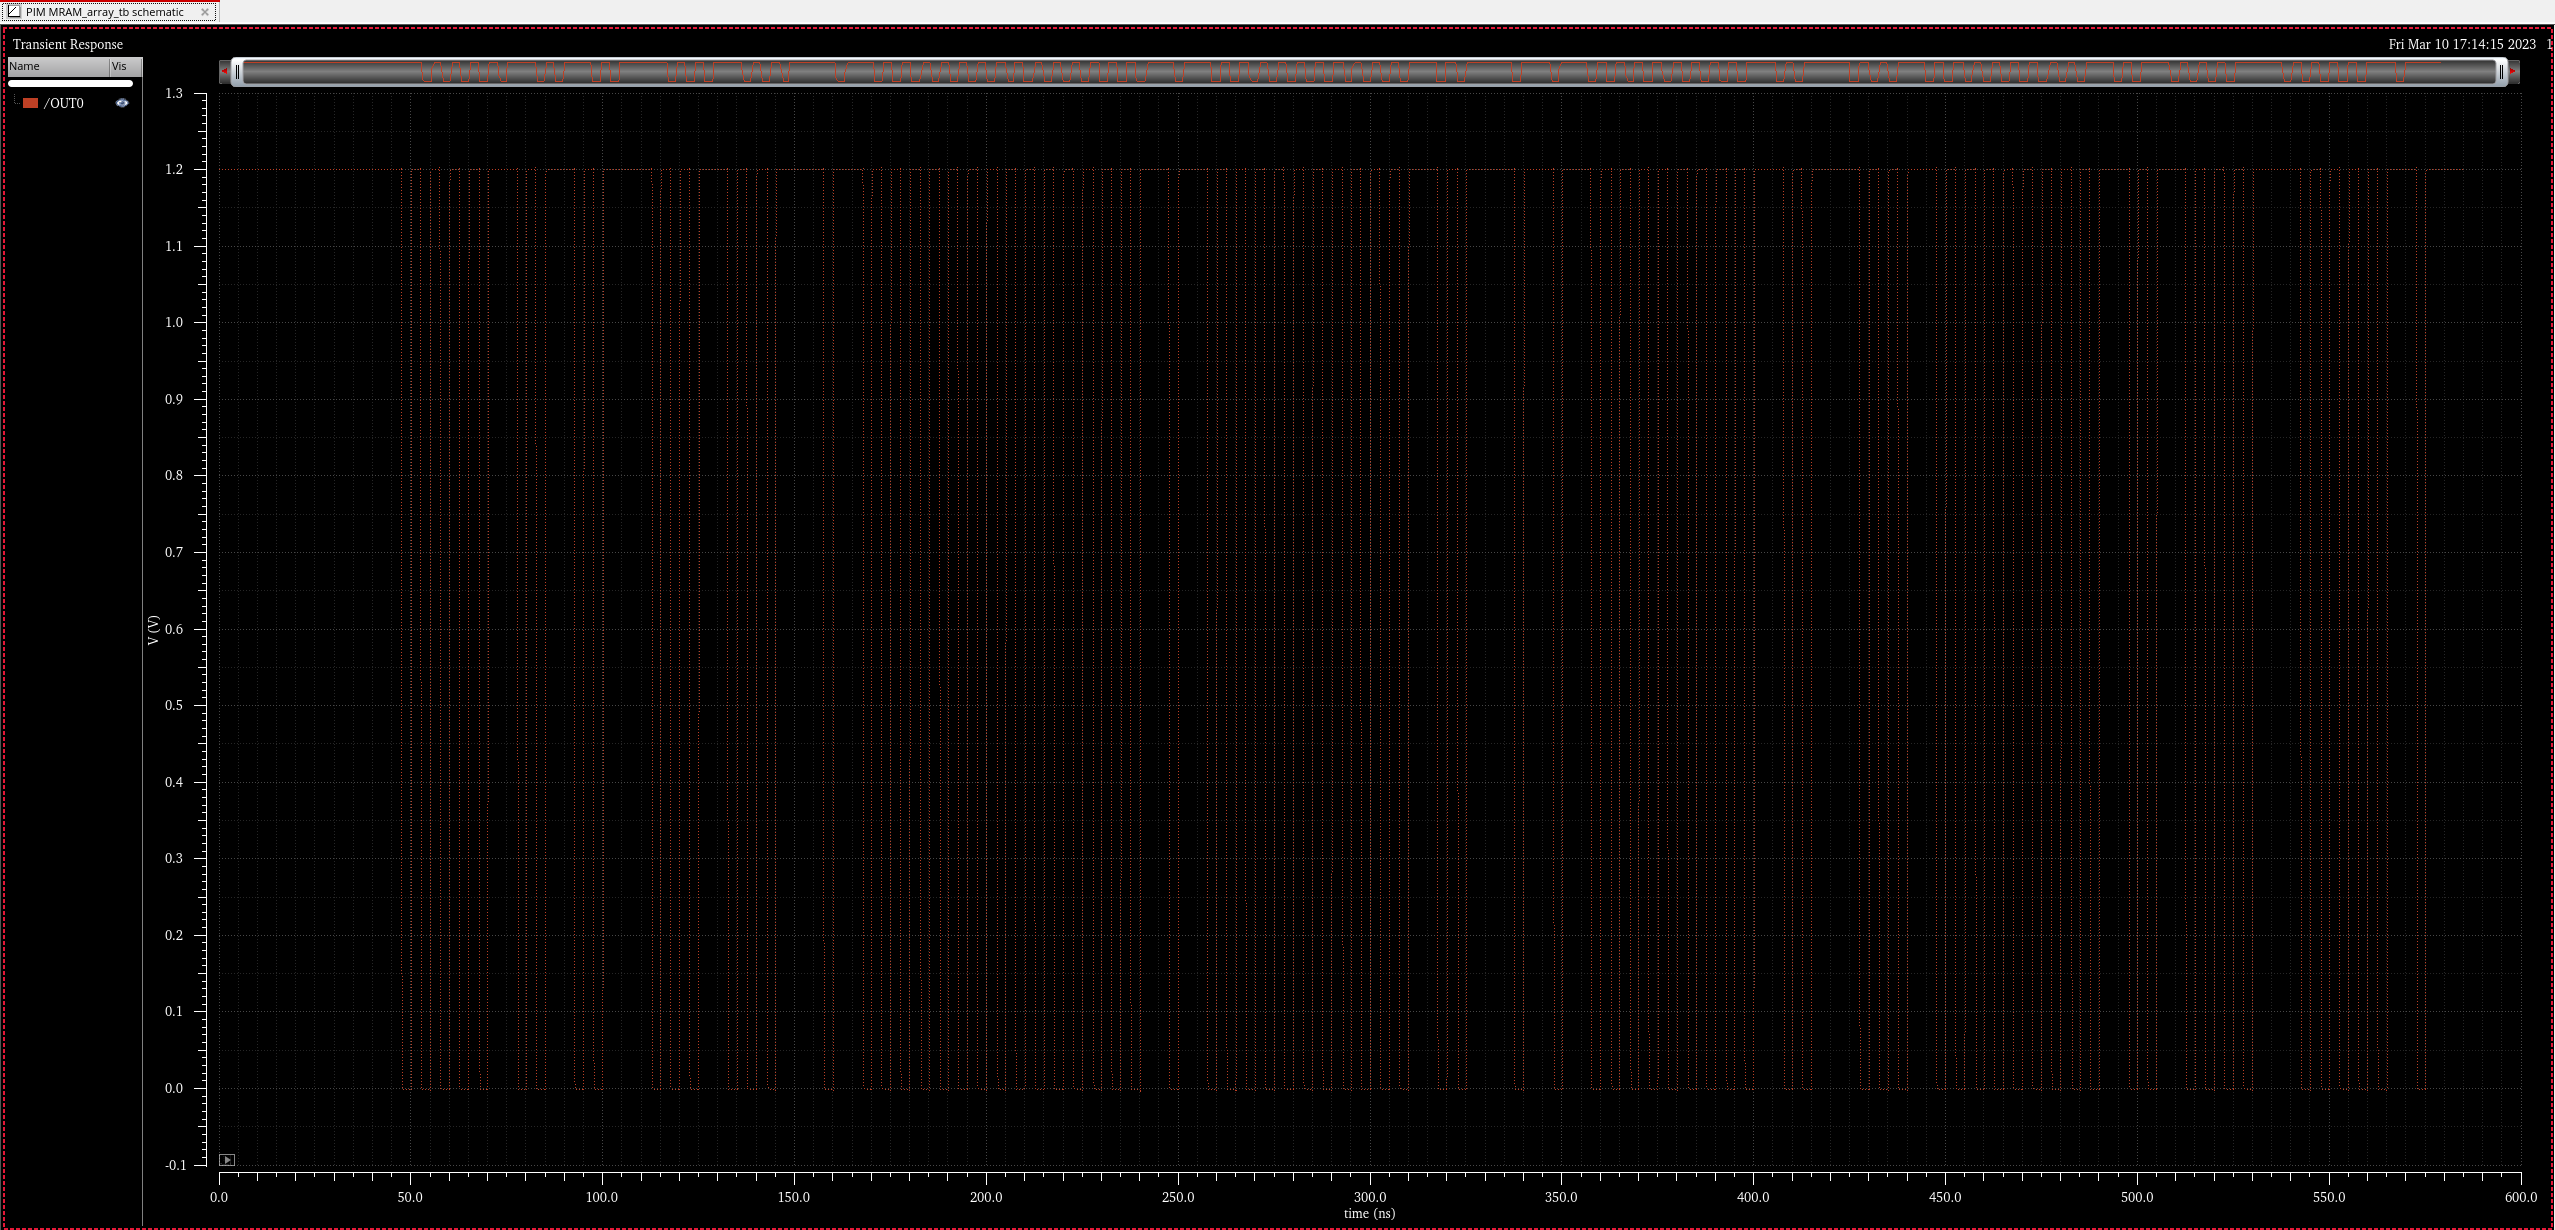 PIM MRAM_array_tb schematic
Transient Response
Fri Mar 10 17:14:15 2023 1
Name Vis
/OUT0
1.3
1.2
1.1
1.0
0.9
0.8
0.7
V (V)
0.6
0.5
0.4
0.3
0.2
0.1
0.0
-0.1
0.0 50.0 100.0 150.0 200.0 250.0 300.0 350.0 400.0 450.0 500.0 550.0 600.0
time (ns)